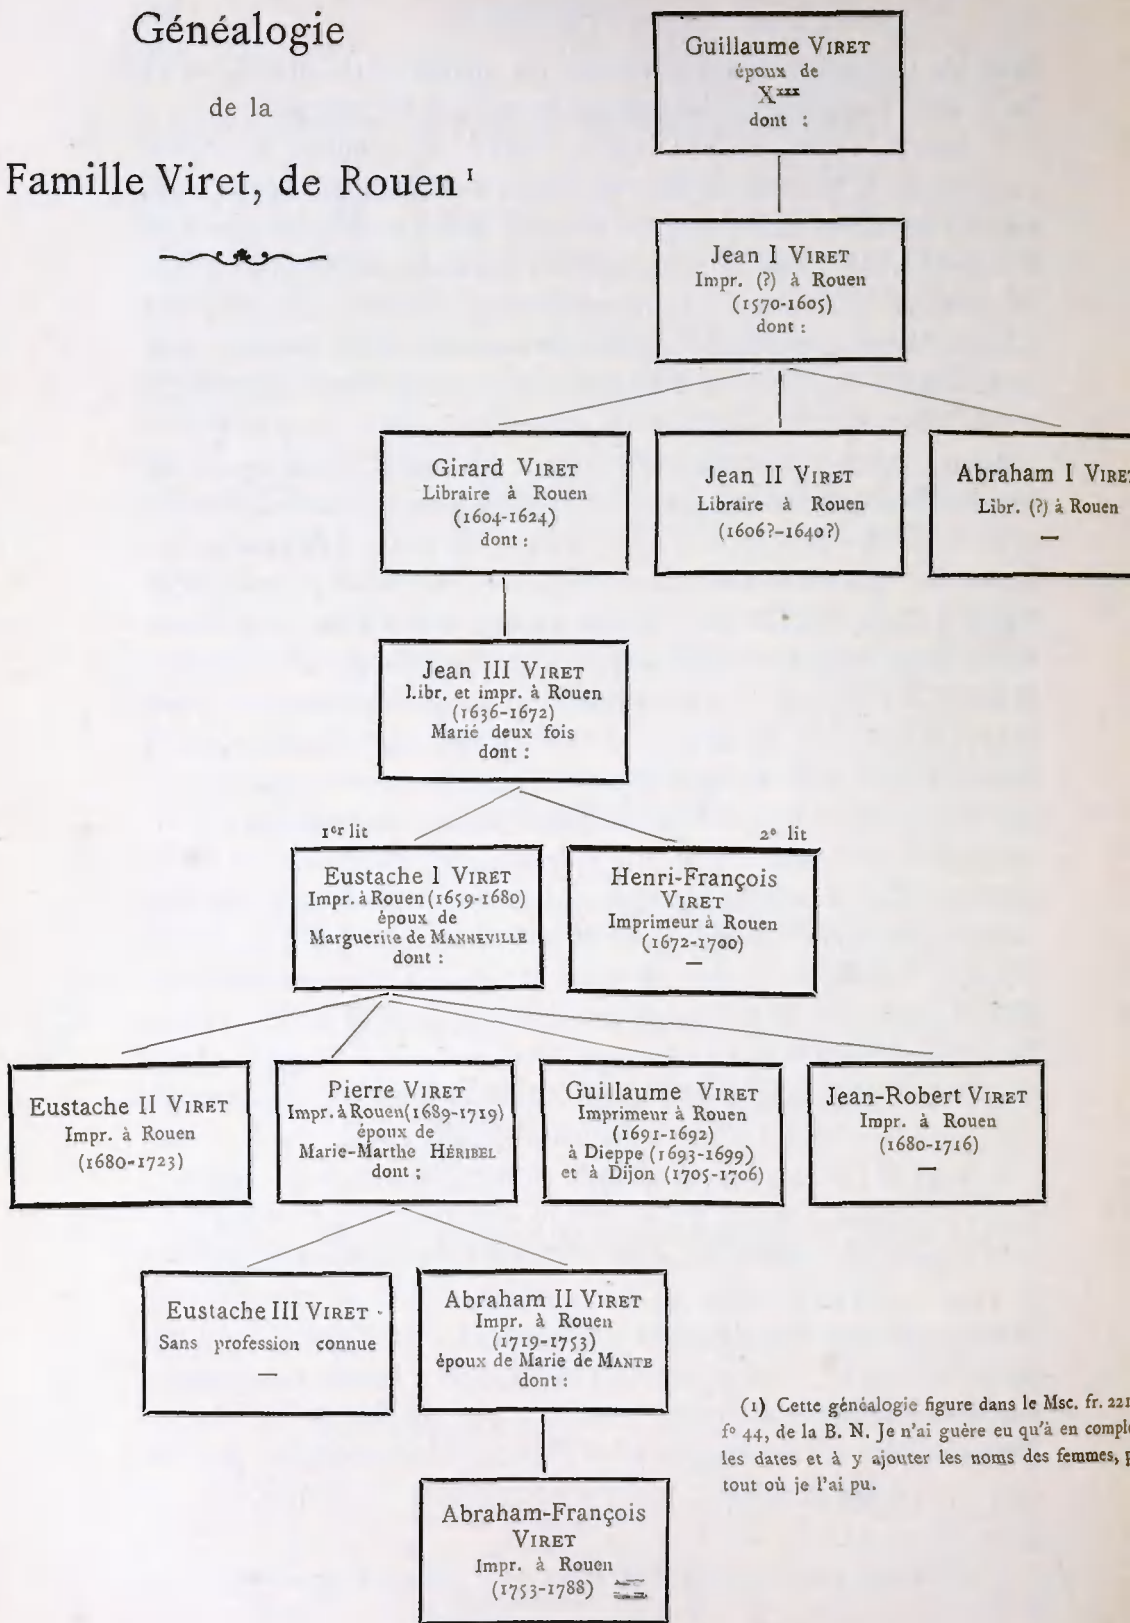 Généalogie
de la
Famille Viret, de Rouen ¹
Guillaume VIRET
époux de
Xˣˣˣ
dont :
Jean I VIRET
Impr. (?) à Rouen
(1570-1605)
dont :
Girard VIRET
Libraire à Rouen
(1604-1624)
dont :
Jean II VIRET
Libraire à Rouen
(1606?-1640?)
Abraham I VIRE
Libr. (?) à Rouen
—
Jean III VIRET
Libr. et impr. à Rouen
(1636-1672)
Marié deux fois
dont :
1er lit
2e lit
Eustache I VIRET
Impr. à Rouen (1659-1680)
époux de
Marguerite de MANNEVILLE
dont :
Henri-François
VIRET
Imprimeur à Rouen
(1672-1700)
—
Eustache II VIRET
Impr. à Rouen
(1680-1723)
Pierre VIRET
Impr. à Rouen (1689-1719)
époux de
Marie-Marthe HÉRIBEL
dont :
Guillaume VIRET
Imprimeur à Rouen
(1691-1692)
à Dieppe (1693-1699)
et à Dijon (1705-1706)
Jean-Robert VIRET
Impr. à Rouen
(1680-1716)
—
Eustache III VIRET
Sans profession connue
—
Abraham II VIRET
Impr. à Rouen
(1719-1753)
époux de Marie de MANTE
dont :
Abraham-François
VIRET
Impr. à Rouen
(1753-1788)
(1) Cette généalogie figure dans le Msc. fr. 221
f° 44, de la B. N. Je n'ai guère eu qu'à en complé
les dates et à y ajouter les noms des femmes, p
tout où je l'ai pu.